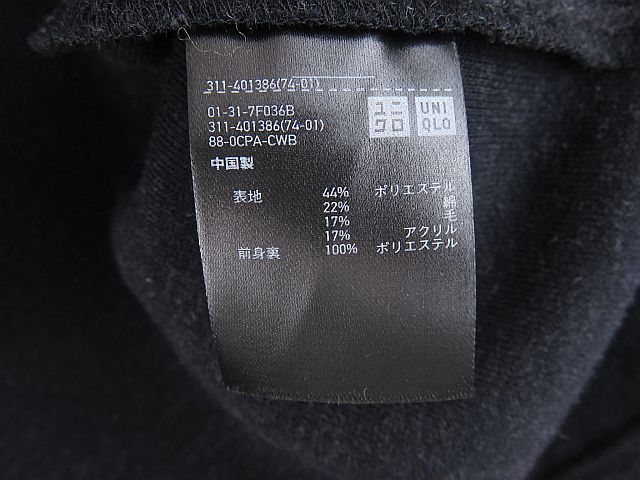 311-401386(74-01)
01-31-7F036B
311-401386(74-01)
88-0CPA-CWB
ユニクロ
UNIQLO
中国製
表地 44% ポリエステル
22% 綿
17% 毛
17% アクリル
前身裏 100% ポリエステル